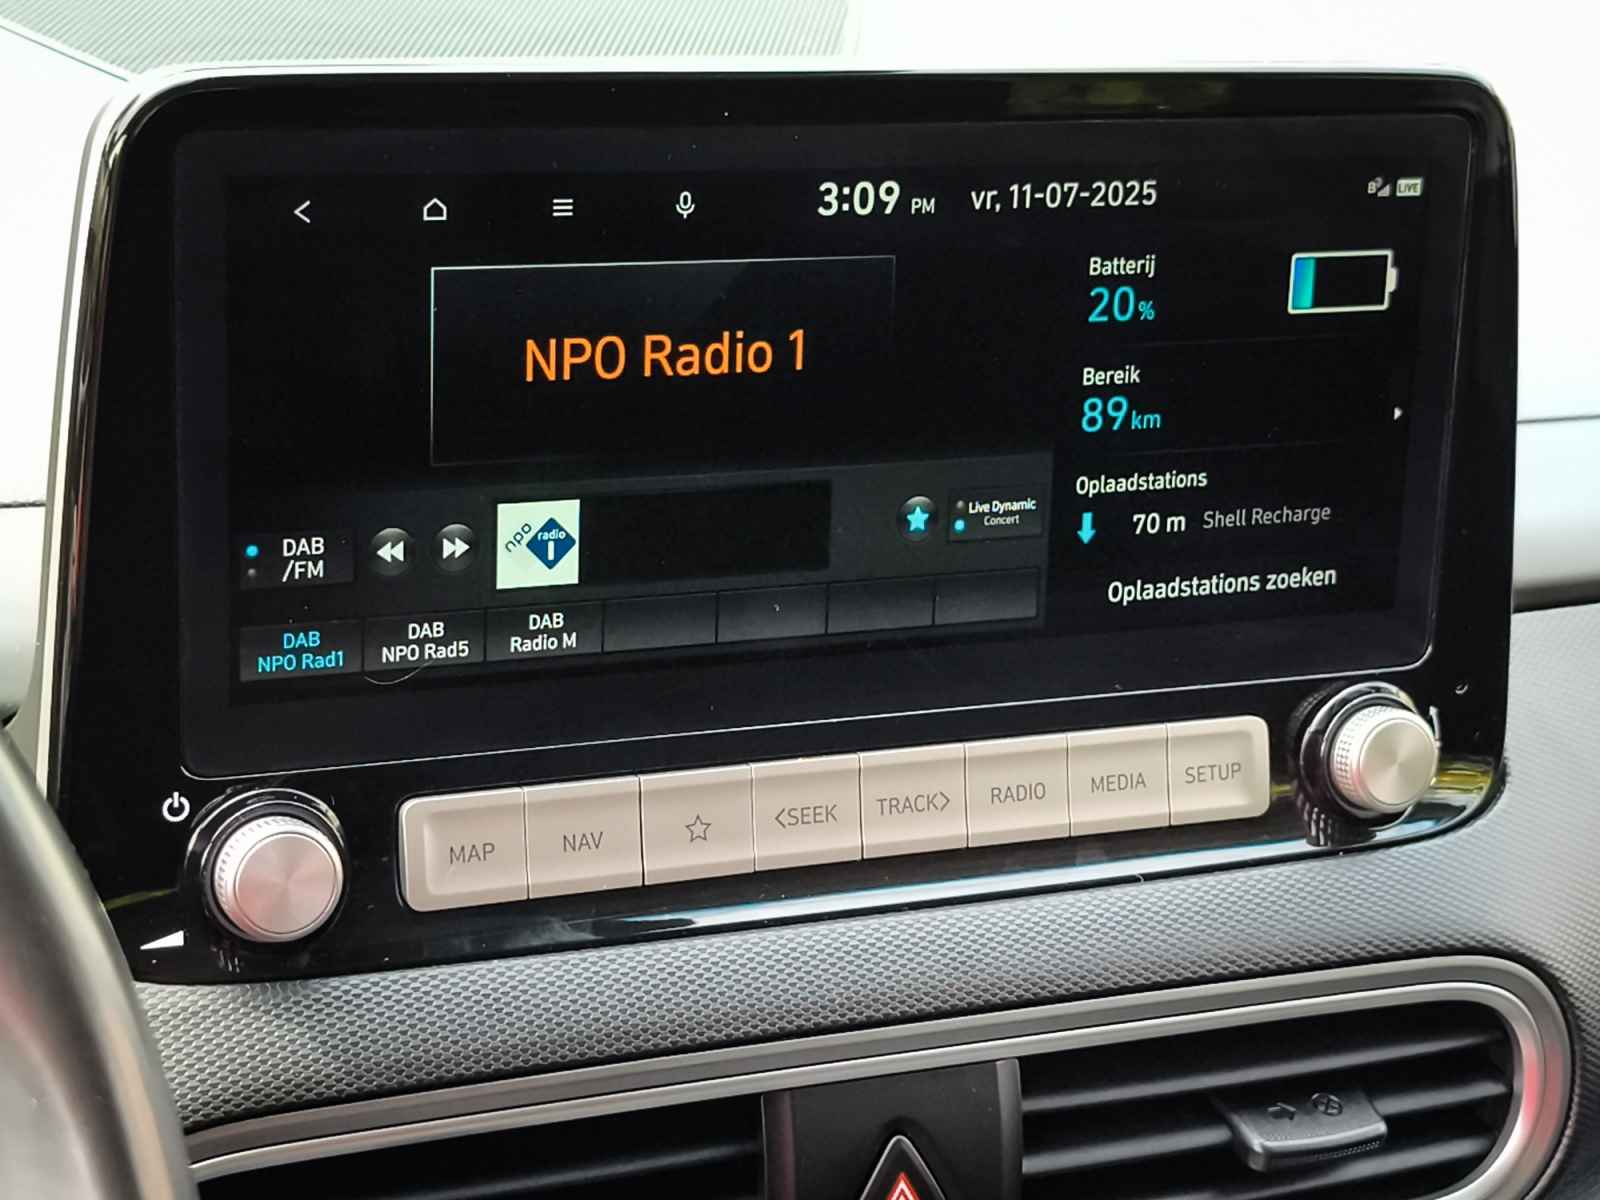 3:09 PM vr, 11-07-2025
LIVE
NPO Radio 1
Batterij
20%
Bereik
89 km
Oplaadstations
70 m Shell Recharge
Oplaadstations zoeken
DAB
/FM
npo
radio
1
Live Dynamic
Concert
DAB
NPO Rad1
DAB
NPO Rad5
DAB
Radio M
MAP
NAV
<SEEK
TRACK>
RADIO
MEDIA
SETUP